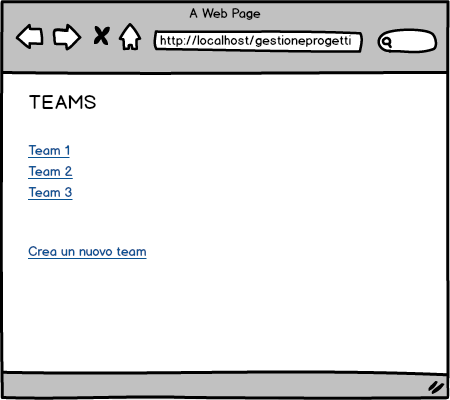 A Web Page
http://localhost/gestioneprogetti
TEAMS
Team 1
Team 2
Team 3
Crea un nuovo team